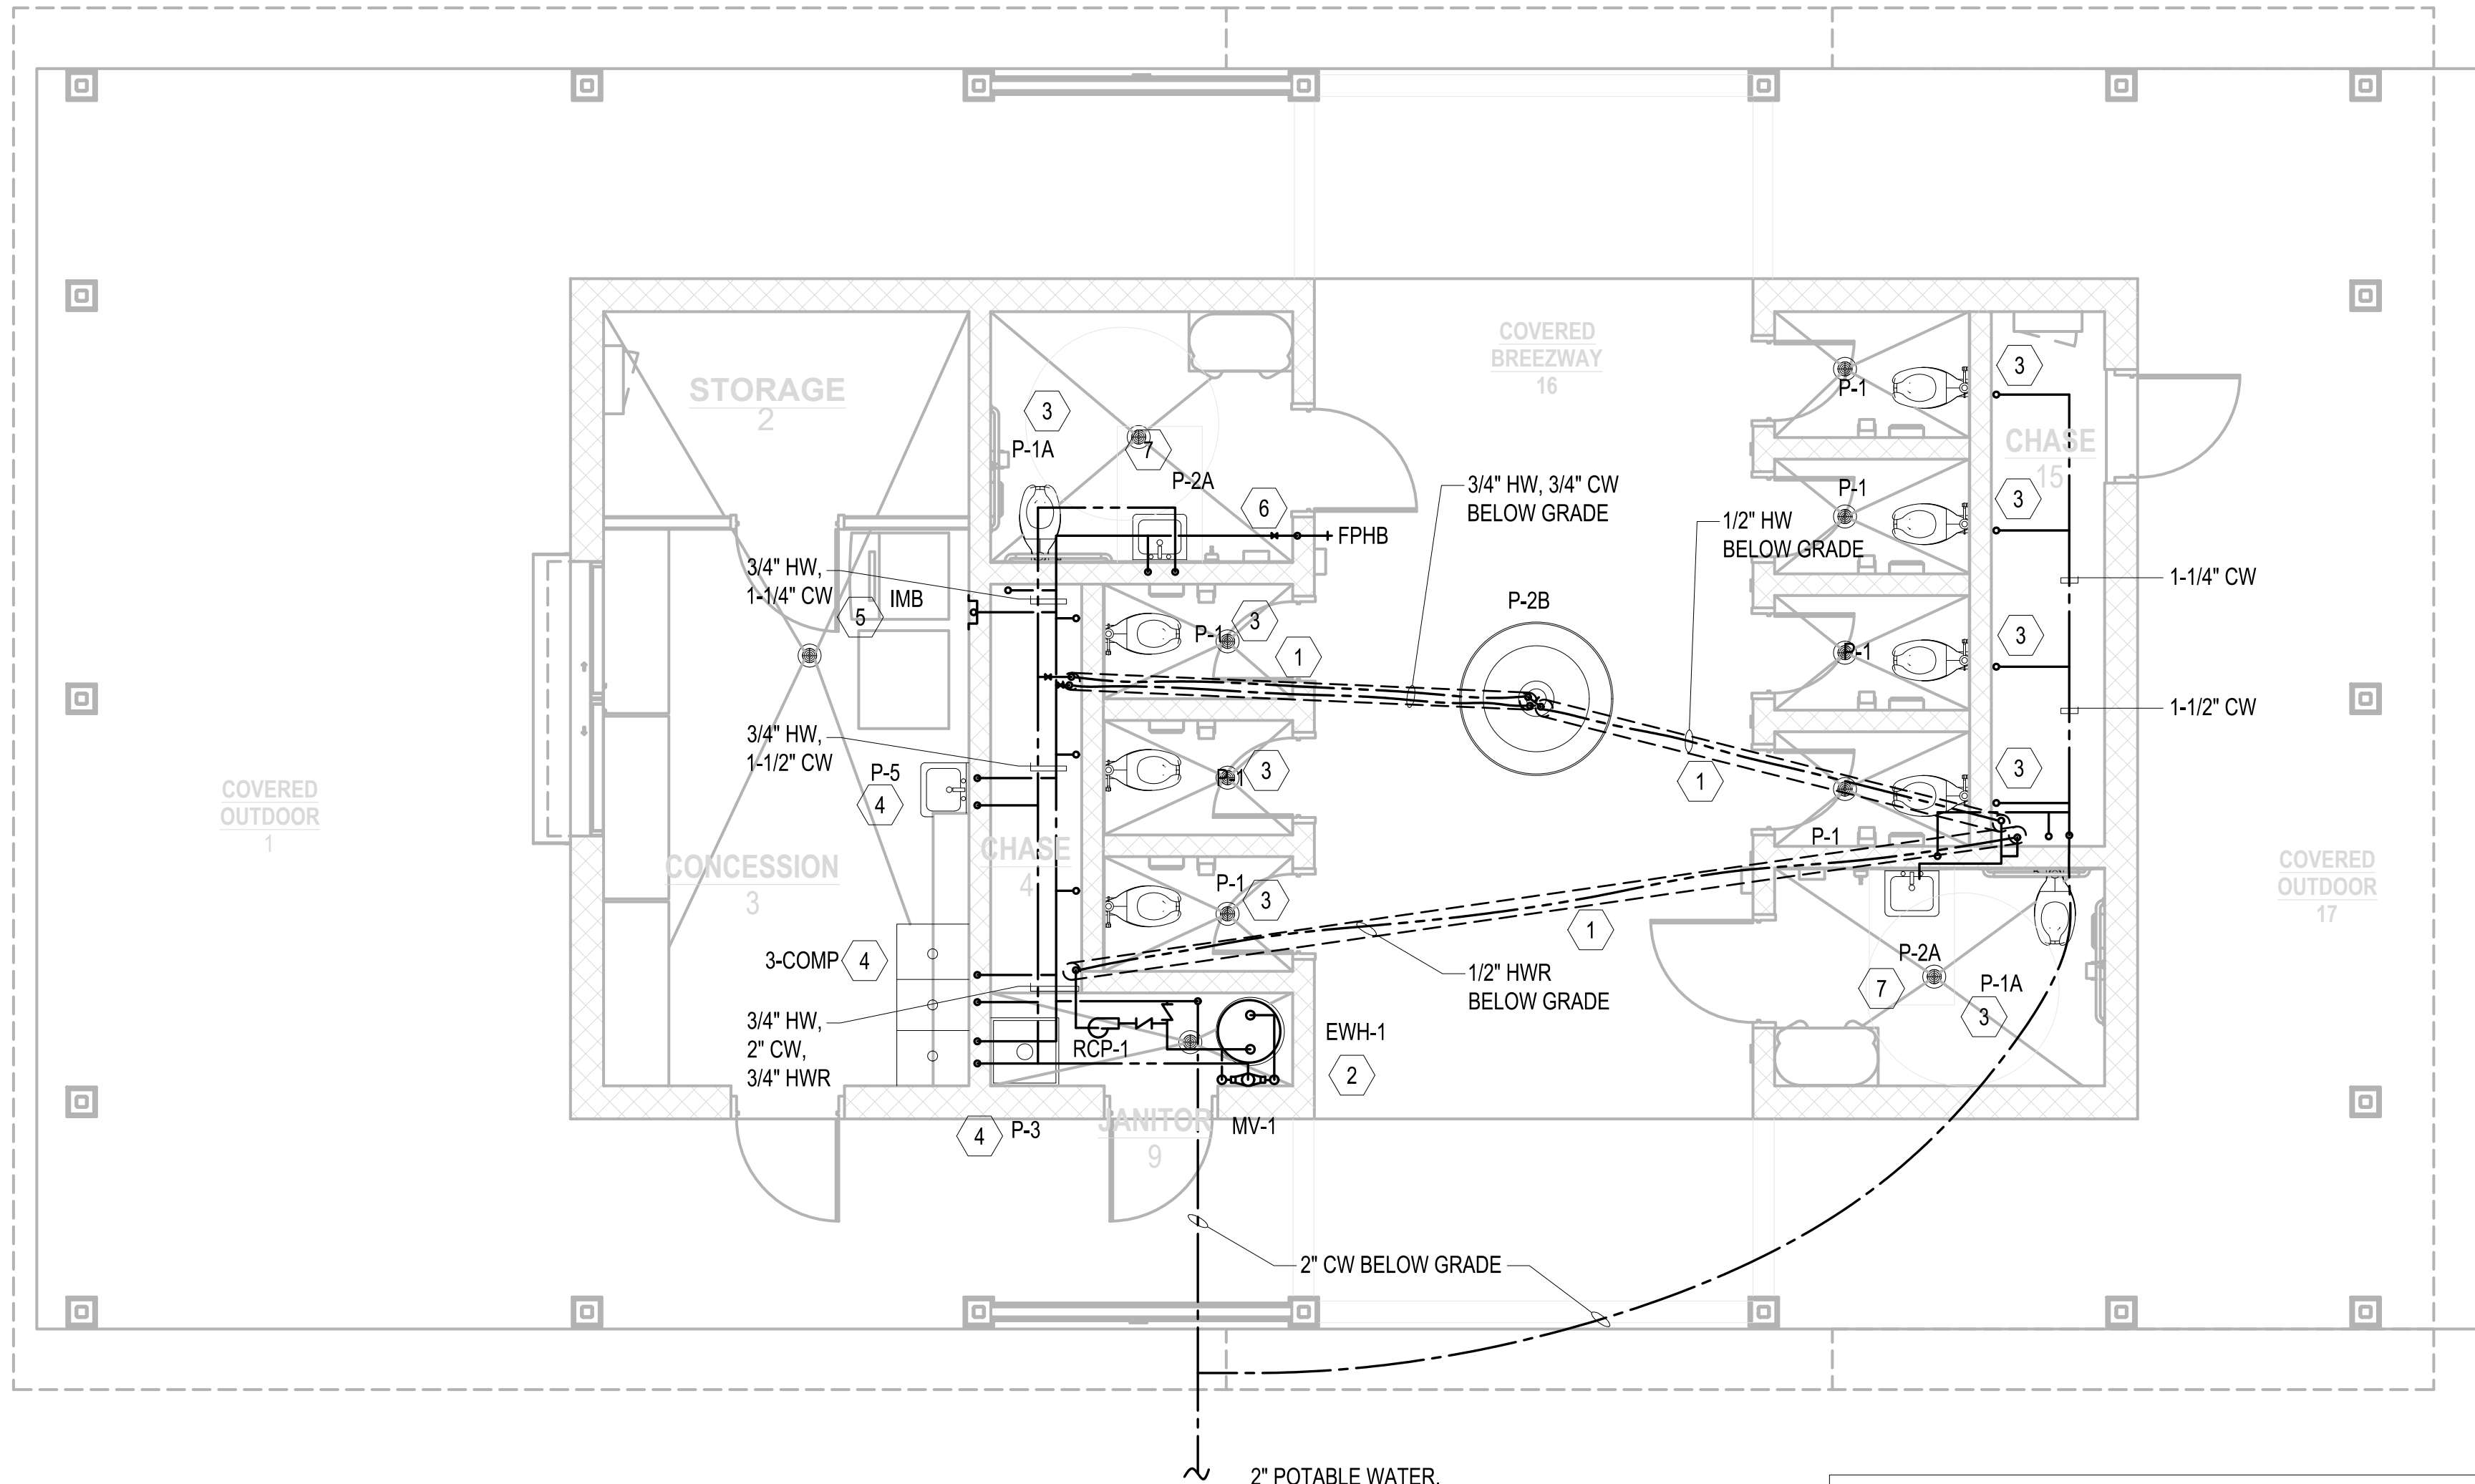 COVERED
BREEZWAY
16
STORAGE
2
3
P-1A
7
P-2A
6
FPHB
3/4" HW, 3/4" CW
BELOW GRADE
1/2" HW
BELOW GRADE
P-1
3
CHASE
15
P-1
3
1-1/4" CW
3/4" HW,
1-1/4" CW
5
IMB
P-1
3
1
P-2B
P-1
3
1-1/2" CW
3/4" HW,
1-1/2" CW
P-5
4
P-1
3
1
3
P-1
COVERED
OUTDOOR
1
CONCESSION
3
CHASE
4
P-1
3
COVERED
OUTDOOR
17
3-COMP
4
1
1/2" HWR
BELOW GRADE
P-2A
7
P-1A
3
3/4" HW,
2" CW,
3/4" HWR
RCP-1
EWH-1
2
4
P-3
JANITOR
9
MV-1
2" CW BELOW GRADE
2" POTABLE WATER.